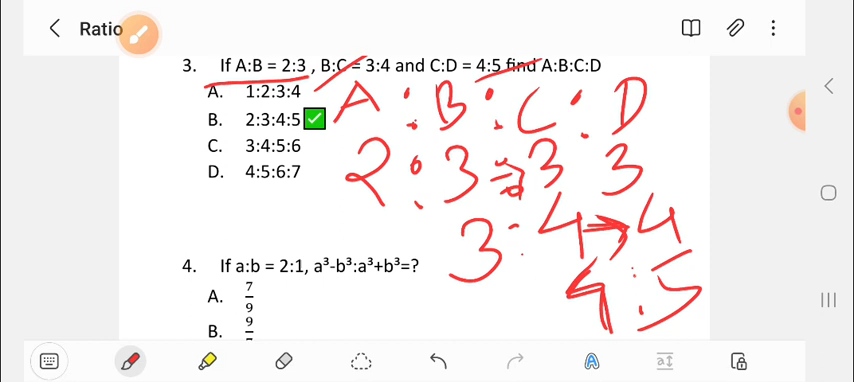 Ratio
3. If A:B = 2:3 , B:C = 3:4 and C:D = 4:5 find A:B:C:D
A. 1:2:3:4
B. 2:3:4:5
C. 3:4:5:6
D. 4:5:6:7
A : B : C : D
2 : 3 → 3 3
3 : 4 → 4
4 : 5
4. If a:b = 2:1, a³-b³:a³+b³=?
A. 7/9
B. 9